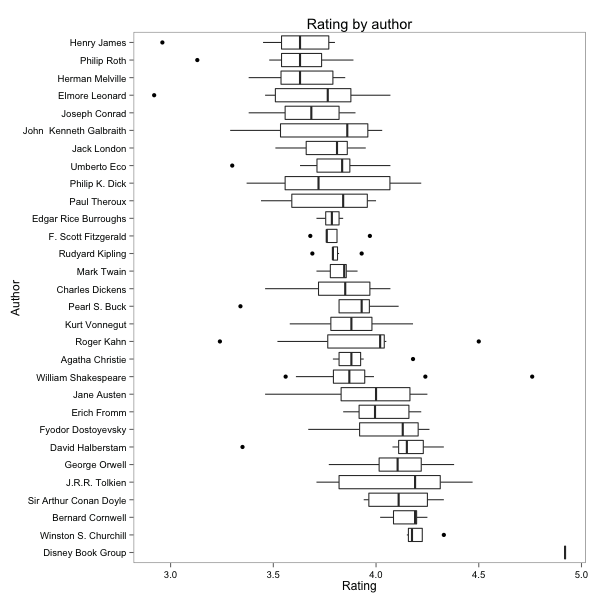 Rating by author
Henry James
Philip Roth
Herman Melville
Elmore Leonard
Joseph Conrad
John  Kenneth Galbraith
Jack London
Umberto Eco
Philip K. Dick
Paul Theroux
Edgar Rice Burroughs
F. Scott Fitzgerald
Rudyard Kipling
Mark Twain
Charles Dickens
Pearl S. Buck
Kurt Vonnegut
Roger Kahn
Agatha Christie
William Shakespeare
Jane Austen
Erich Fromm
Fyodor Dostoyevsky
David Halberstam
George Orwell
J.R.R. Tolkien
Sir Arthur Conan Doyle
Bernard Cornwell
Winston S. Churchill
Disney Book Group
Author
3.0 3.5 4.0 4.5 5.0
Rating